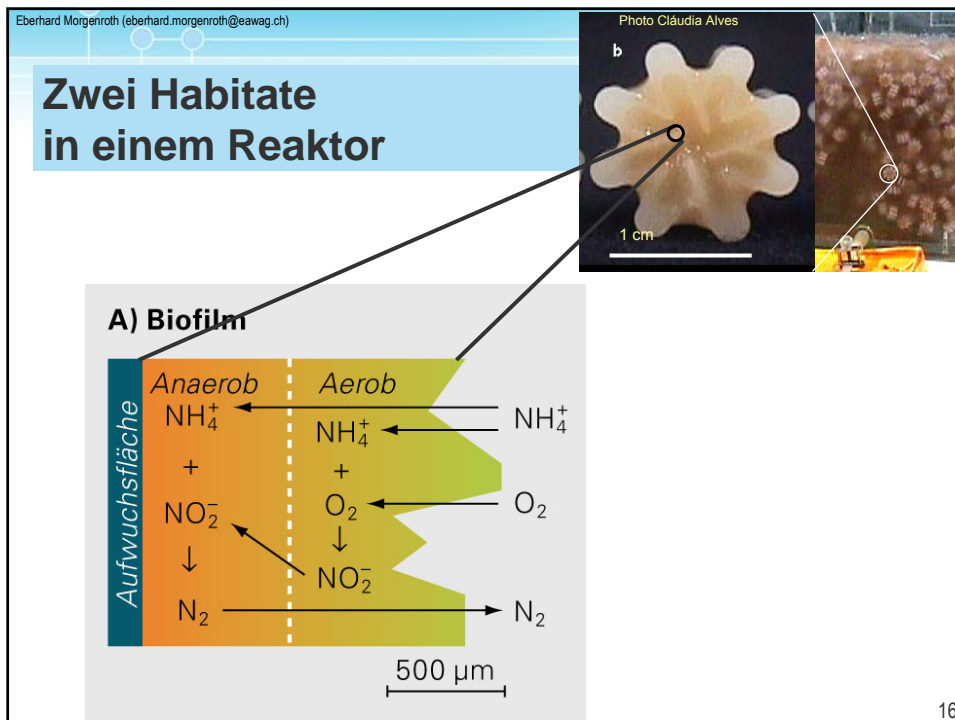 Eberhard Morgenroth (eberhard.morgenroth@eawag.ch)
Photo Cláudia Alves
b
Zwei Habitate
in einem Reaktor
1 cm
A) Biofilm
Aufwuchsfläche
Anaerob
Aerob
NH₄⁺
NH₄⁺
NH₄⁺
+
+
NO₂⁻
O₂
O₂
↓
↓
NO₂⁻
N₂
N₂
500 µm
16